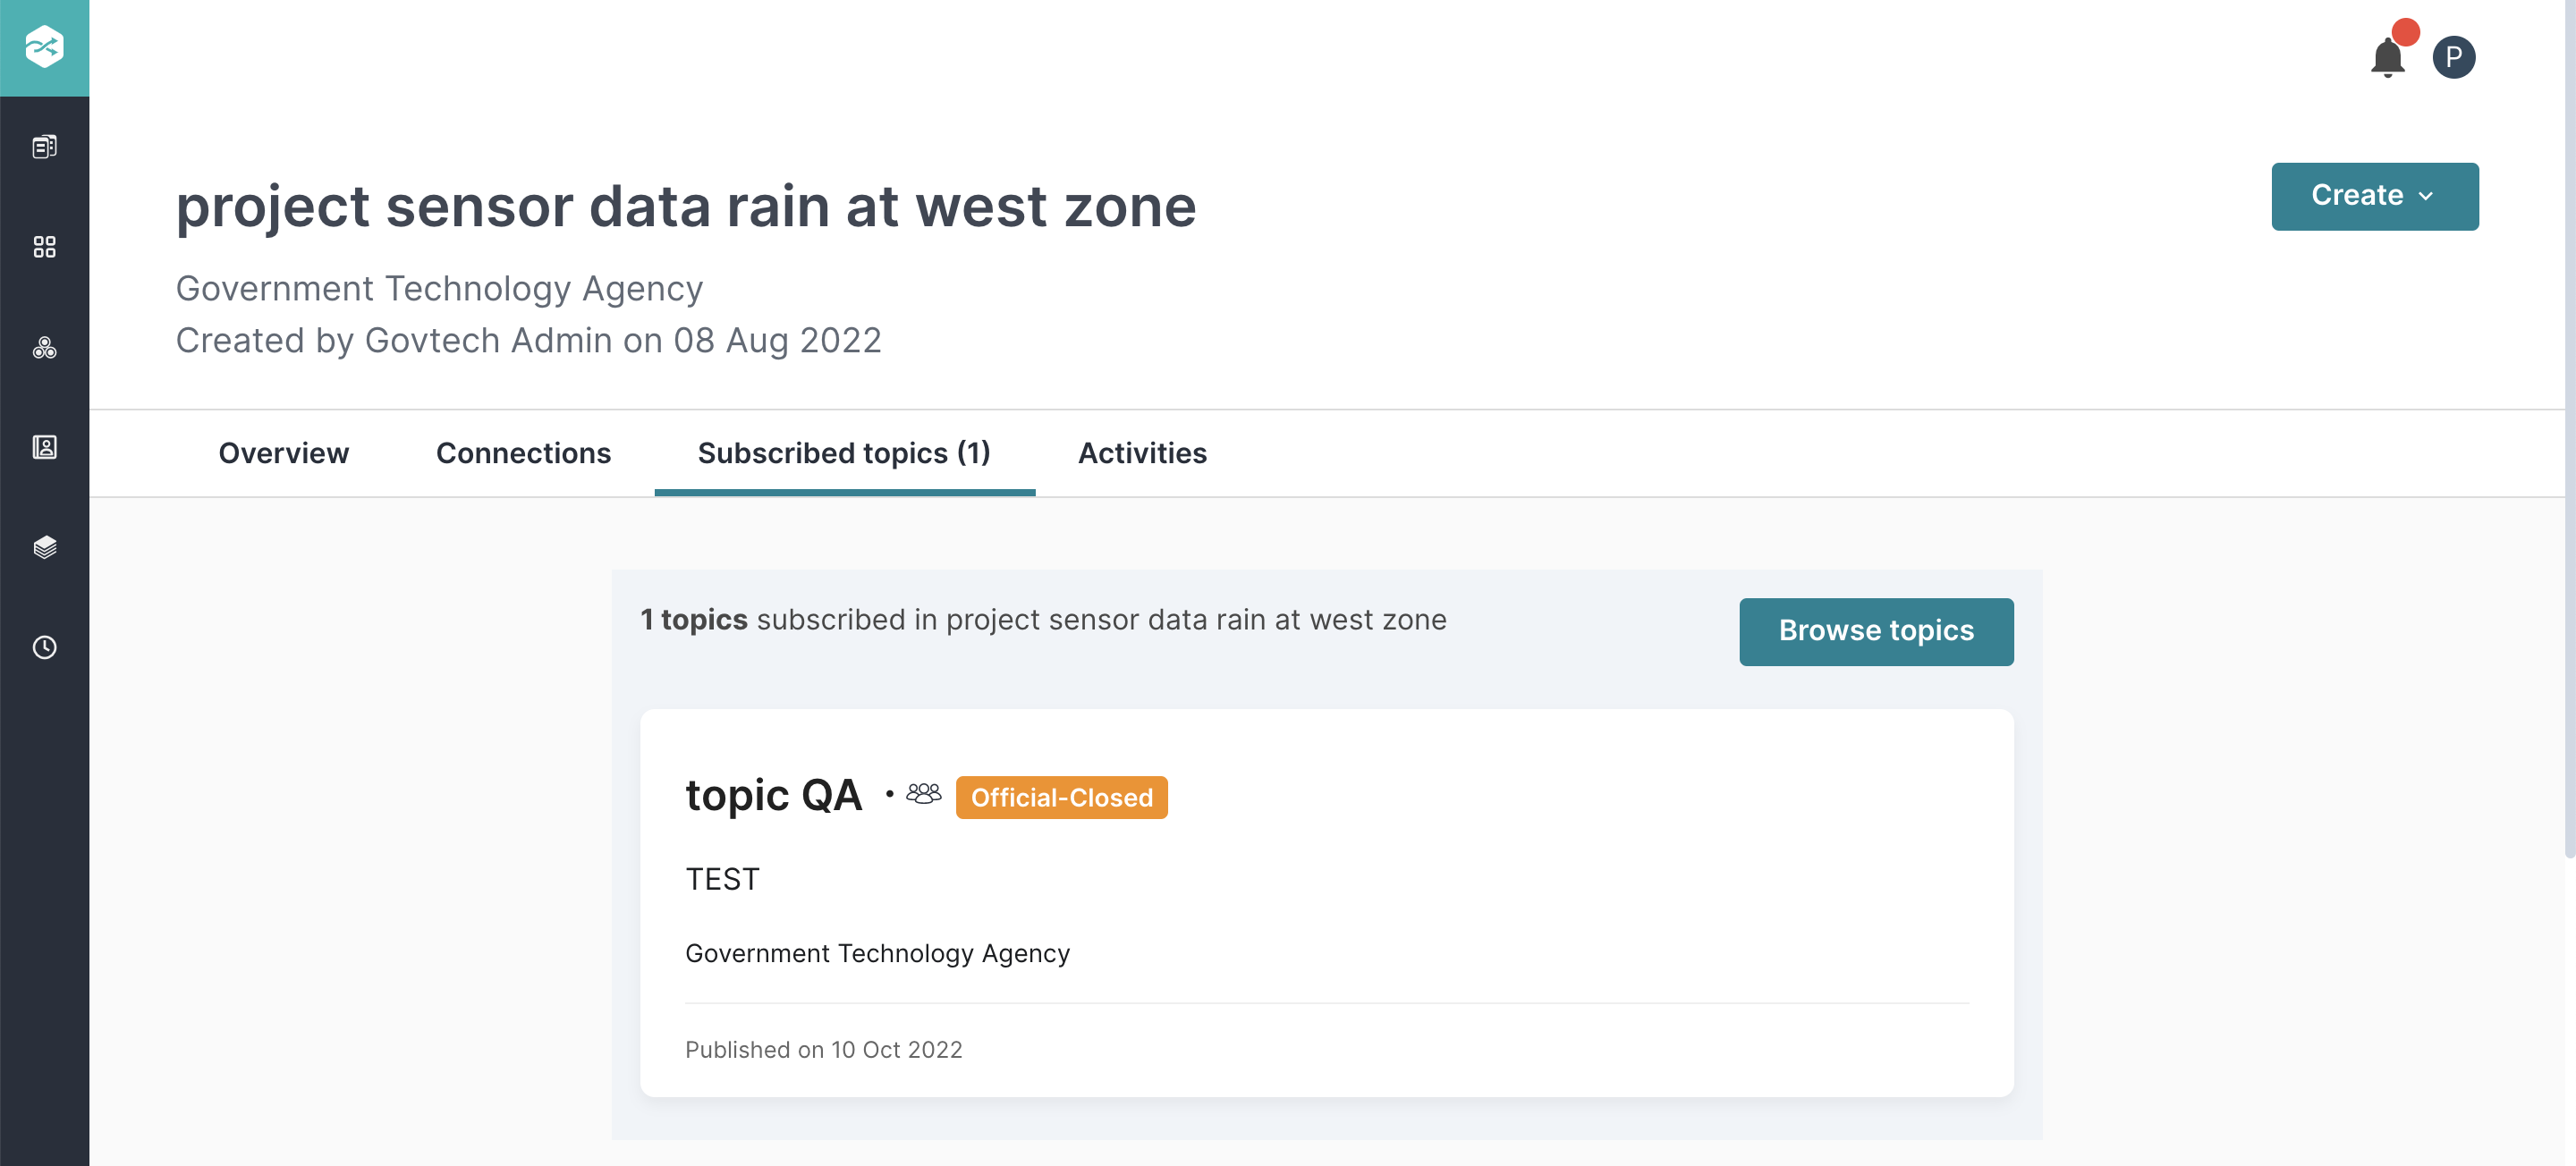 P
project sensor data rain at west zone
Create
Government Technology Agency
Created by Govtech Admin on 08 Aug 2022
Overview Connections Subscribed topics (1) Activities
1 topics subscribed in project sensor data rain at west zone
Browse topics
topic QA · Official-Closed
TEST
Government Technology Agency
Published on 10 Oct 2022